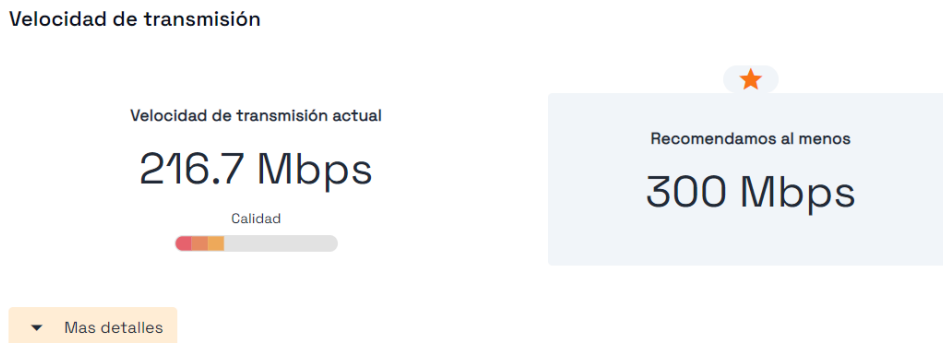 Velocidad de transmisión
Velocidad de transmisión actual
216.7 Mbps
Calidad
Recomendamos al menos
300 Mbps
Mas detalles